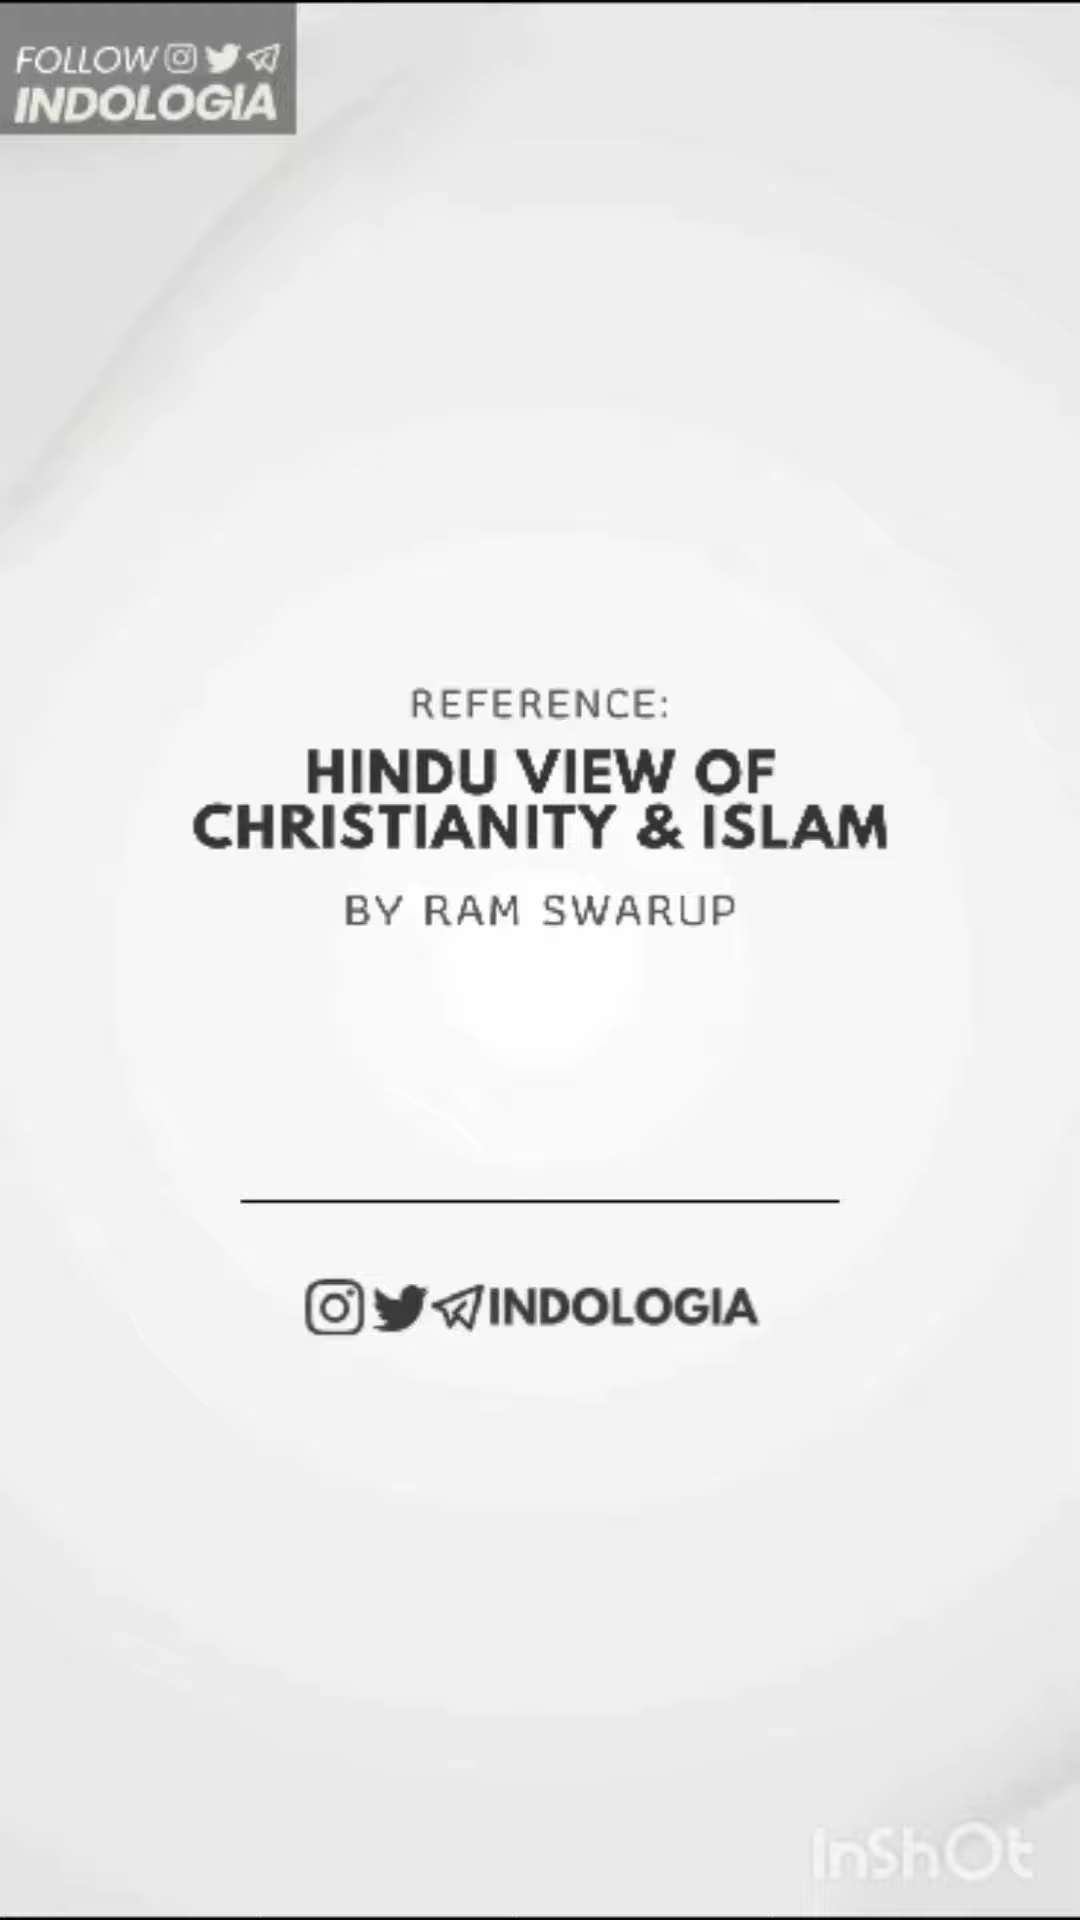 FOLLOW
INDOLOGIA
REFERENCE:
HINDU VIEW OF
CHRISTIANITY & ISLAM
BY RAM SWARUP
INDOLOGIA
InShOt